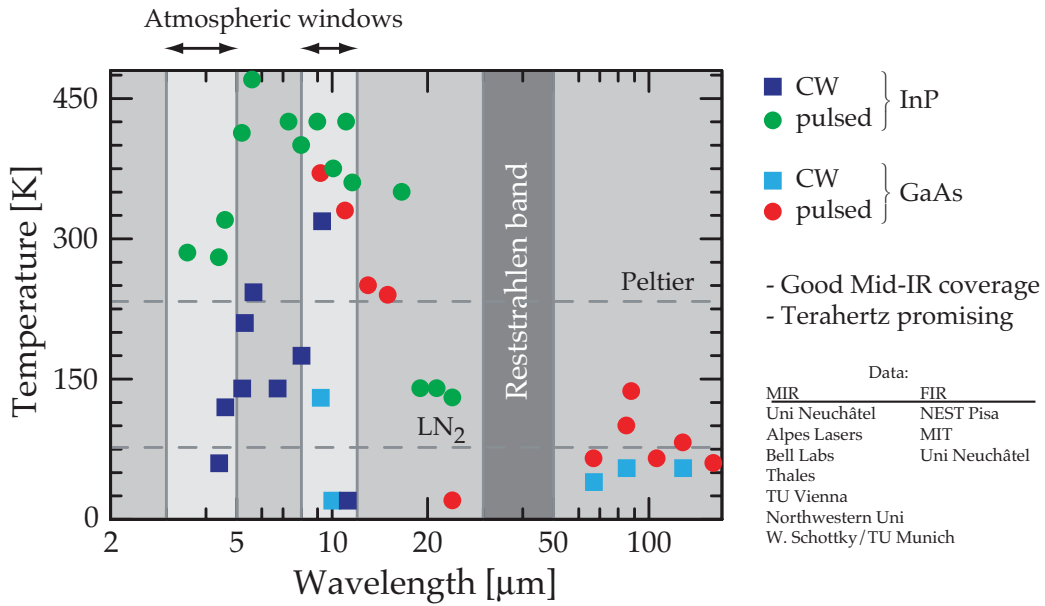 Atmospheric windows
450
300
150
0
Temperature [K]
2
5
10
20
50
100
Wavelength [μm]
Reststrahlen band
Peltier
LN₂
CW
pulsed
InP
CW
pulsed
GaAs
- Good Mid-IR coverage
- Terahertz promising
Data:
MIR FIR
Uni Neuchâtel NEST Pisa
Alpes Lasers MIT
Bell Labs Uni Neuchâtel
Thales
TU Vienna
Northwestern Uni
W. Schottky/TU Munich